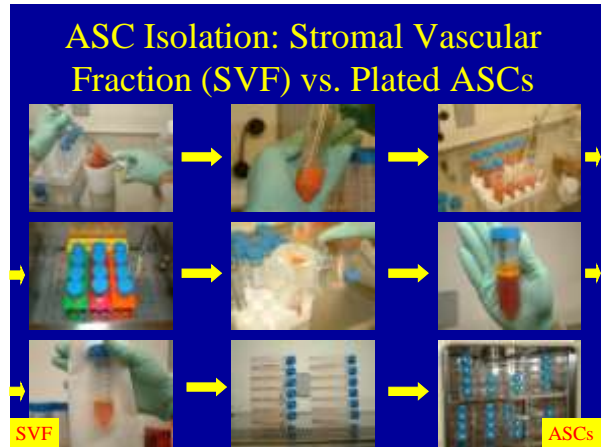 ASC Isolation: Stromal Vascular
Fraction (SVF) vs. Plated ASCs
SVF
ASCs